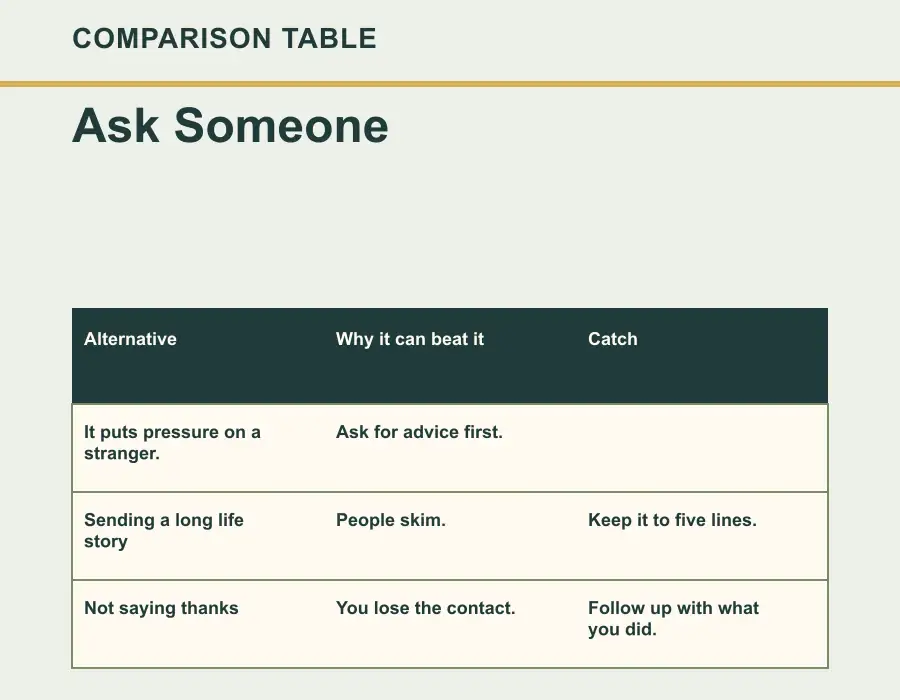 COMPARISON TABLE
Ask Someone
Alternative Why it can beat it Catch
It puts pressure on a Ask for advice first.
stranger.
Sending a long life People skim. Keep it to five lines.
story
Not saying thanks You lose the contact. Follow up with what
you did.